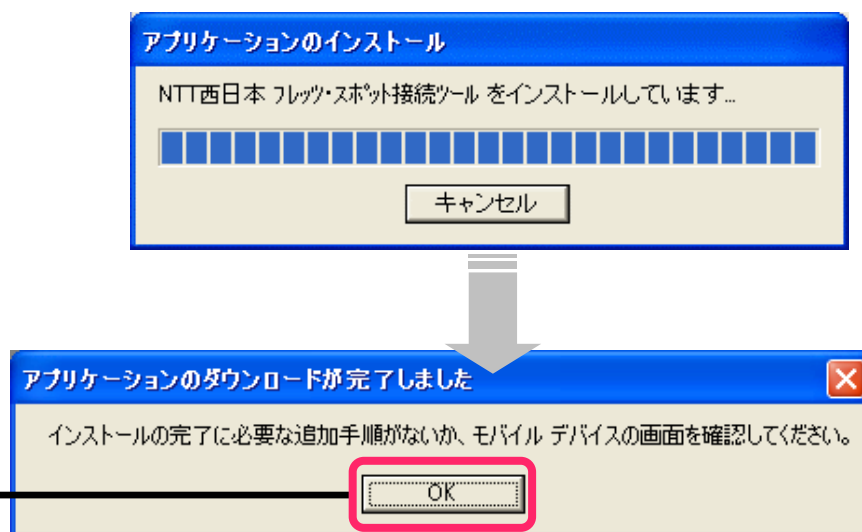 アプリケーションのインストール
NTT西日本 フレッツ・スポット接続ツール をインストールしています...
キャンセル
アプリケーションのダウンロードが完了しました
インストールの完了に必要な追加手順がないか、モバイル デバイスの画面を確認してください。
OK